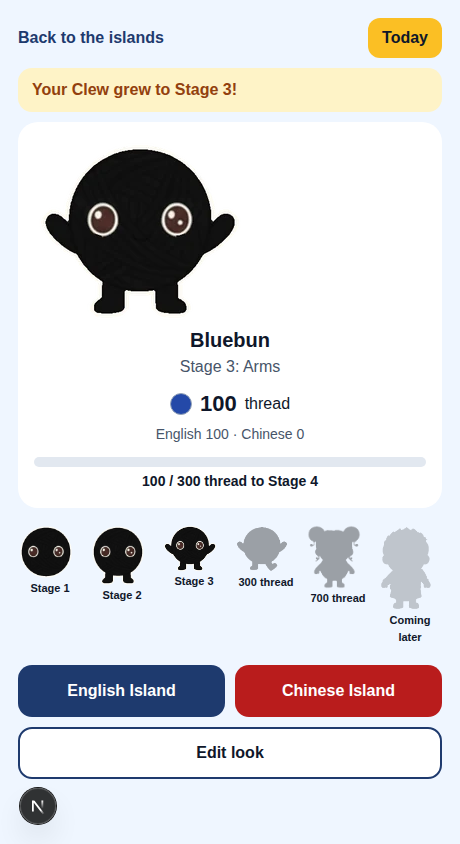 Back to the islands
Today
Your Clew grew to Stage 3!
Bluebun
Stage 3: Arms
100 thread
English 100 · Chinese 0
100 / 300 thread to Stage 4
Stage 1
Stage 2
Stage 3
300 thread
700 thread
Coming
later
English Island
Chinese Island
Edit look
N